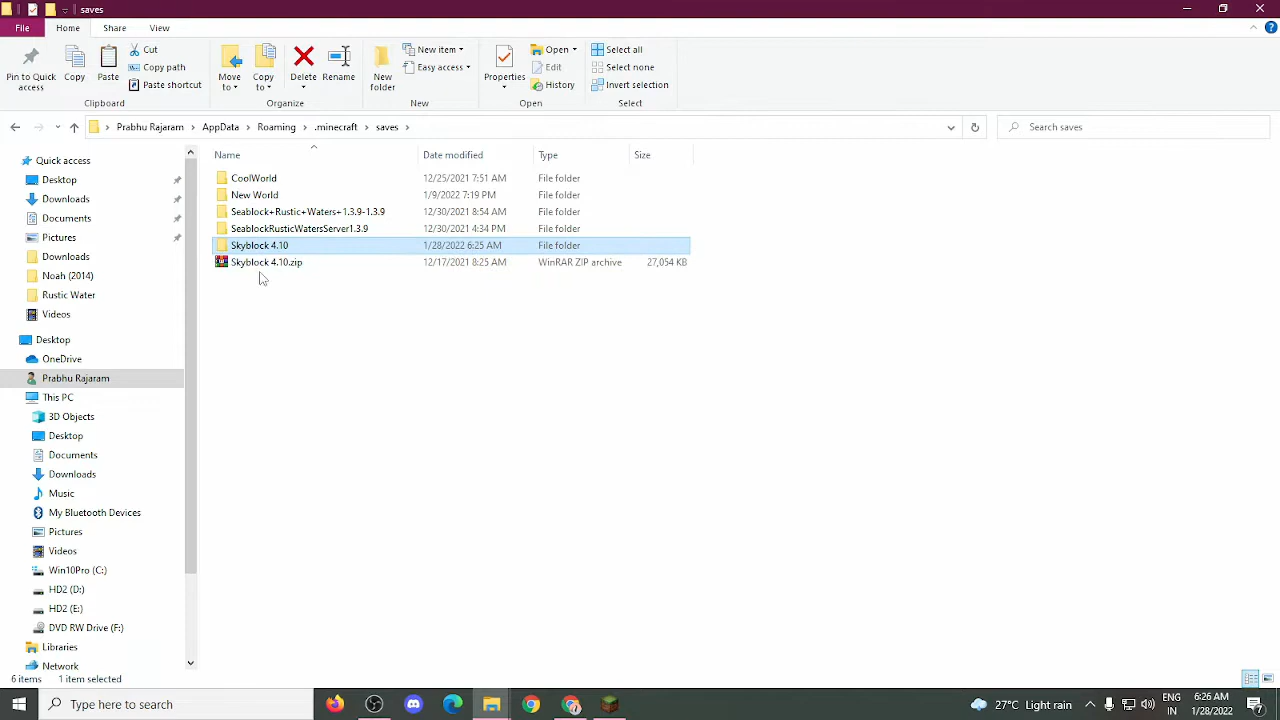 saves
File Home Share View
Pin to Quick access
Copy
Paste
Cut
Copy path
Paste shortcut
Clipboard
Move to
Copy to
Delete
Rename
Organize
New folder
New item
Easy access
New
Properties
Open
Edit
History
Open
Select all
Select none
Invert selection
Select
Prabhu Rajaram > AppData > Roaming > .minecraft > saves >
Search saves
Name Date modified Type Size
CoolWorld 12/25/2021 7:51 AM File folder
New World 1/9/2022 7:19 PM File folder
Seablock+Rustic+Waters+1.3.9-1.3.9 12/30/2021 8:54 AM File folder
SeablockRusticWatersServer1.3.9 12/30/2021 4:34 PM File folder
Skyblock 4.10 1/28/2022 6:25 AM File folder
Skyblock 4.10.zip 12/17/2021 8:25 AM WinRAR ZIP archive 27,054 KB
Quick access
Desktop
Downloads
Documents
Pictures
Downloads
Noah (2014)
Rustic Water
Videos
Desktop
OneDrive
Prabhu Rajaram
This PC
3D Objects
Desktop
Documents
Downloads
Music
My Bluetooth Devices
Pictures
Videos
Win10Pro (C:)
HD2 (D:)
HD2 (E:)
DVD RW Drive (F:)
Libraries
Network
6 items 1 item selected
Type here to search
27°C Light rain
ENG
IN
6:26 AM
1/28/2022